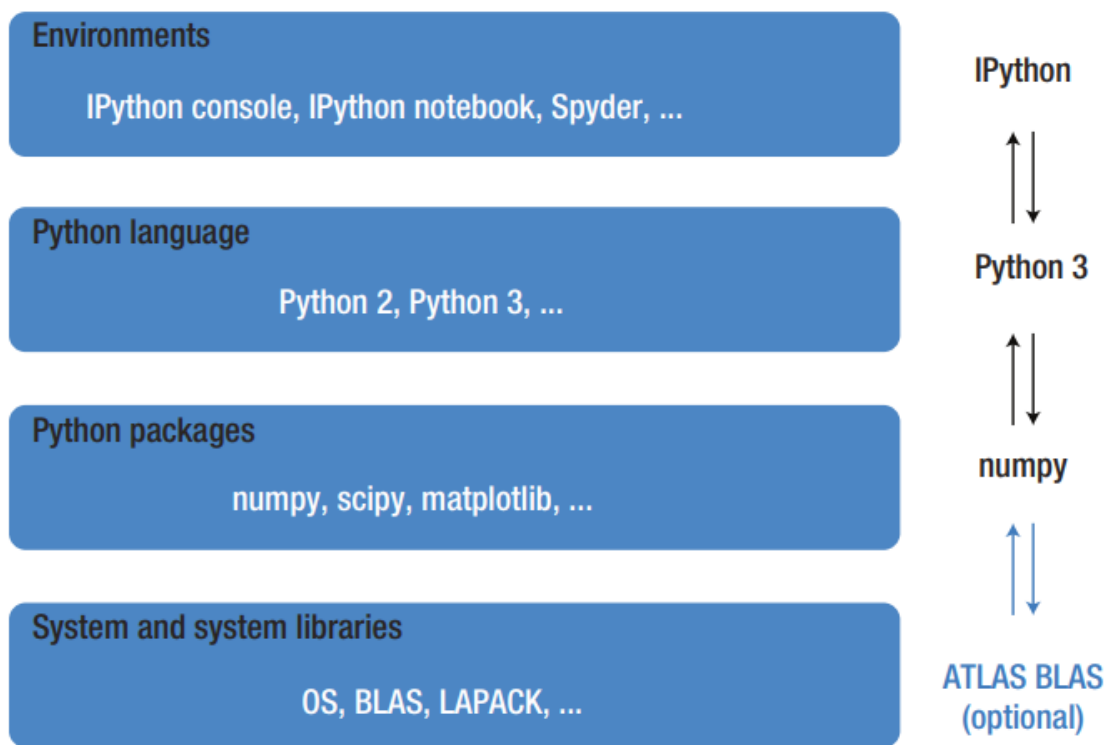 Environments
IPython console, IPython notebook, Spyder, ...
IPython
Python language
Python 2, Python 3, ...
Python 3
Python packages
numpy, scipy, matplotlib, ...
numpy
System and system libraries
OS, BLAS, LAPACK, ...
ATLAS BLAS
(optional)